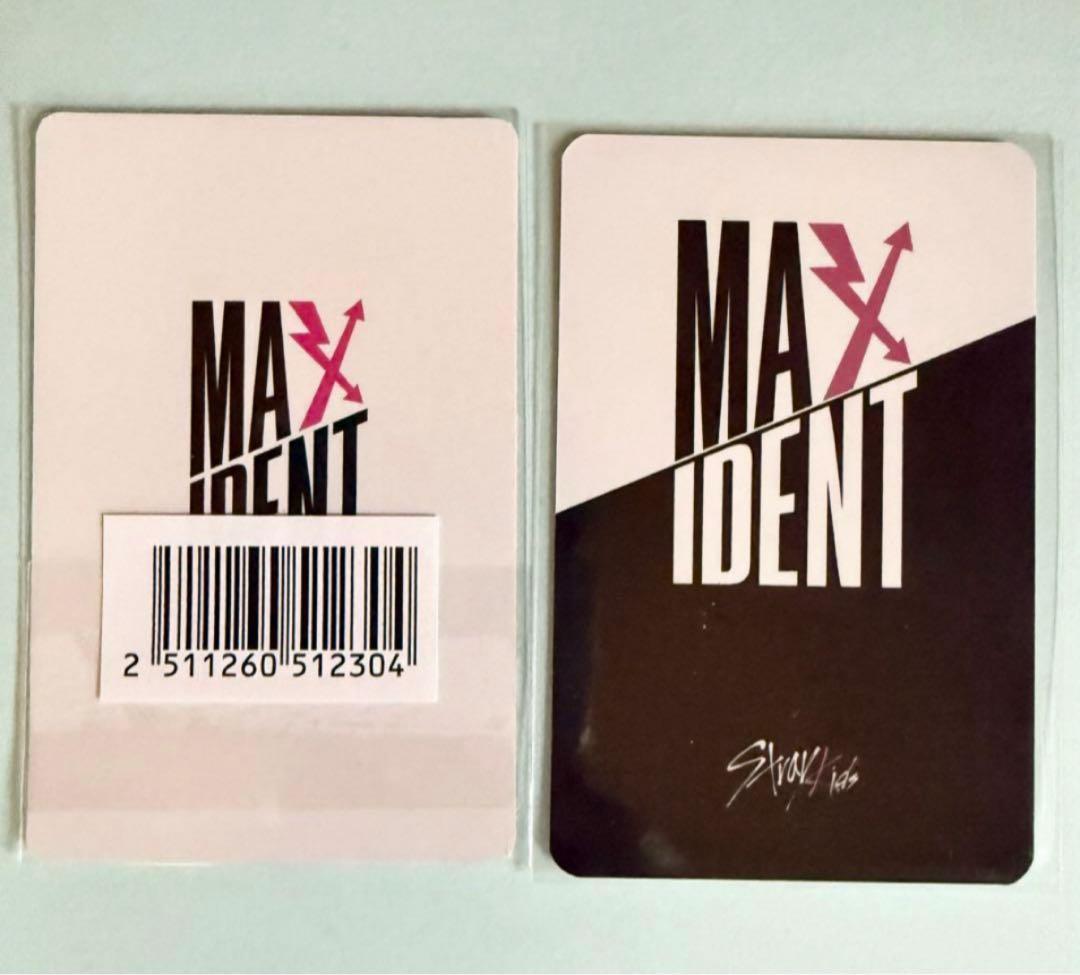 MAX
IDENT
2 511260 512304
MAX
IDENT
Stray Kids